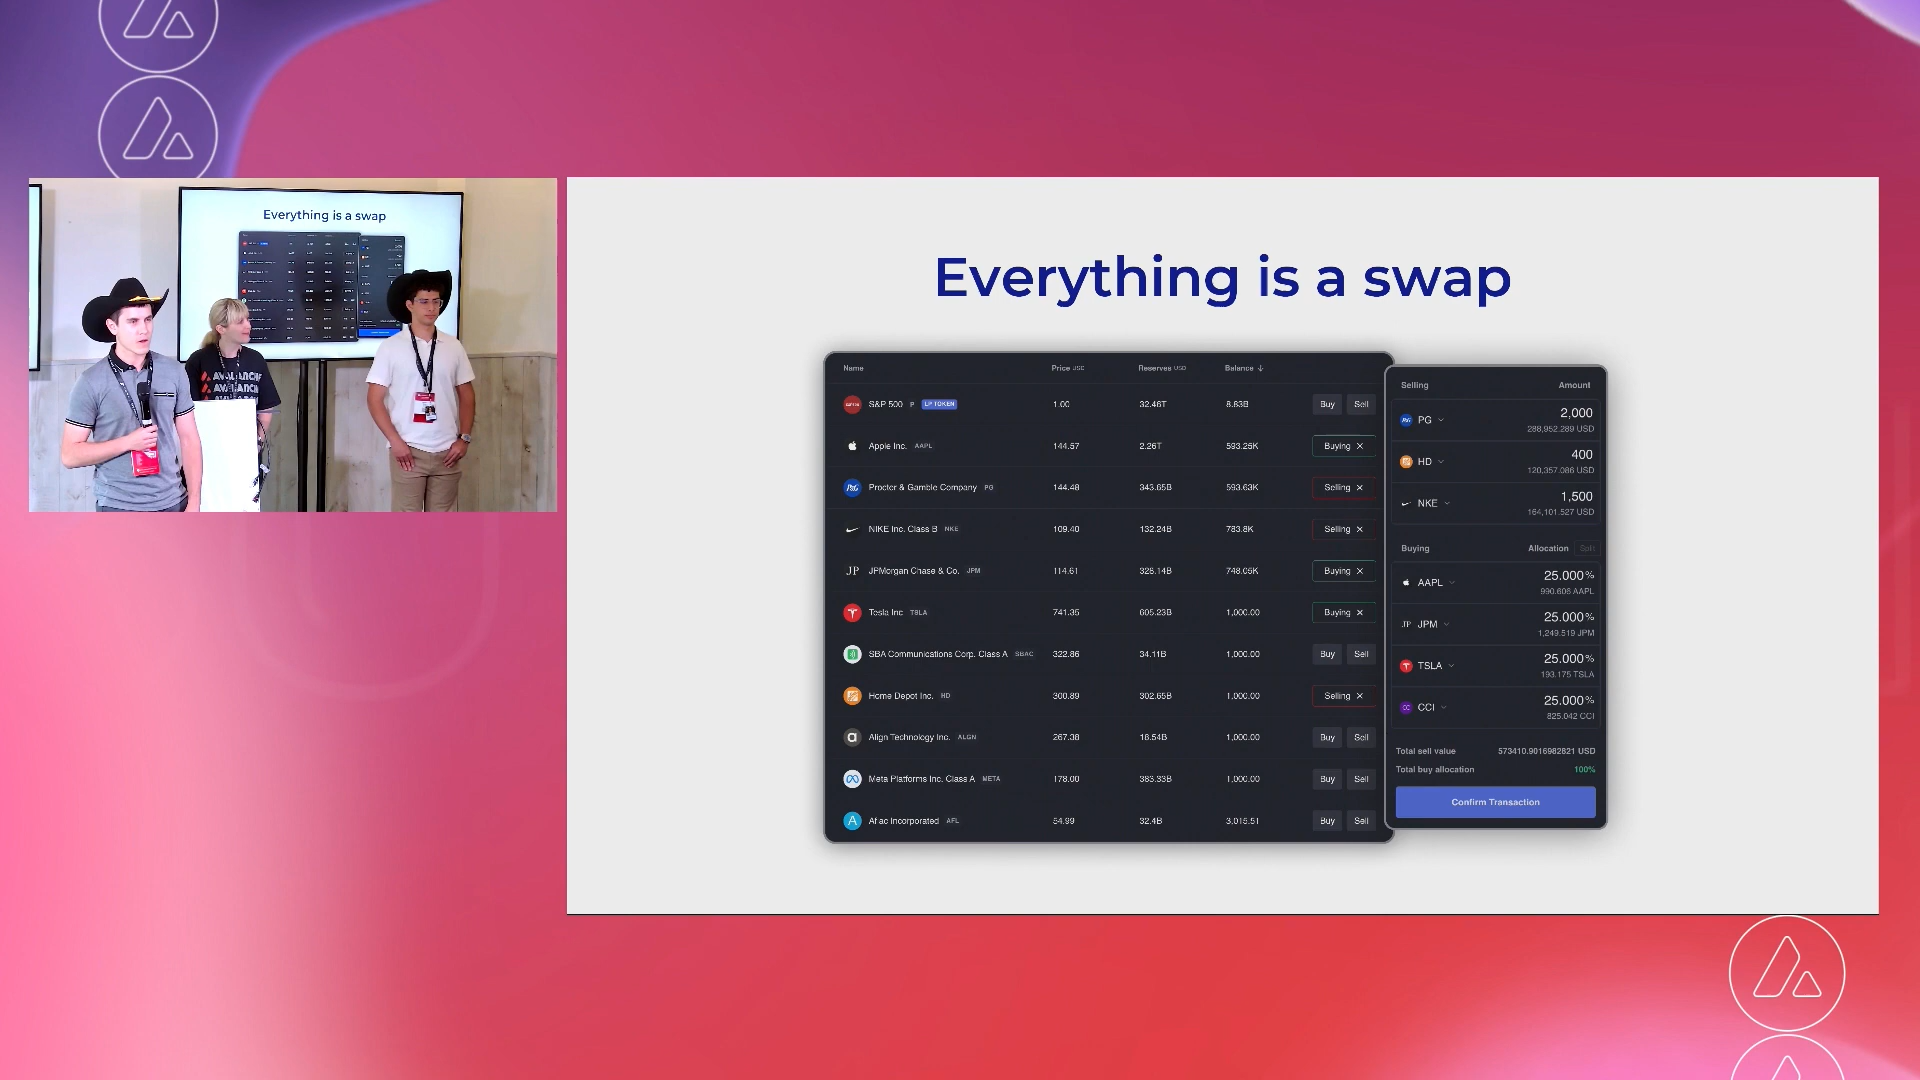 Everything is a swap
AVALANCHE
Everything is a swap
Name Price USD Reserves USD Balance ↓
S&P 500 P LP TOKEN 1.00 32.46T 8.83B Buy Sell
Apple Inc. AAPL 144.57 2.26T 593.25K Buying ×
Procter & Gamble Company PG 144.48 343.65B 593.63K Selling ×
NIKE Inc. Class B NKE 109.40 132.24B 783.8K Selling ×
JP JPMorgan Chase & Co. JPM 114.61 328.14B 748.05K Buying ×
Tesla Inc TSLA 741.35 605.23B 1,000.00 Buying ×
SBA Communications Corp. Class A SBAC 322.86 34.11B 1,000.00 Buy Sell
Home Depot Inc. HD 300.89 302.65B 1,000.00 Selling ×
Align Technology Inc. ALGN 267.38 18.54B 1,000.00 Buy Sell
Meta Platforms Inc. Class A META 178.00 383.33B 1,000.00 Buy Sell
A Aflac Incorporated AFL 54.99 32.4B 3,015.51 Buy Sell
Selling Amount
PG 2,000
288,952.289 USD
HD 400
120,357.086 USD
NKE 1,500
164,101.527 USD
Buying Allocation Edit
AAPL 25.000%
990.606 AAPL
JP JPM 25.000%
1,249.519 JPM
TSLA 25.000%
193.175 TSLA
CCI 25.000%
825.042 CCI
Total sell value 573410.9016982821 USD
Total buy allocation 100%
Confirm Transaction